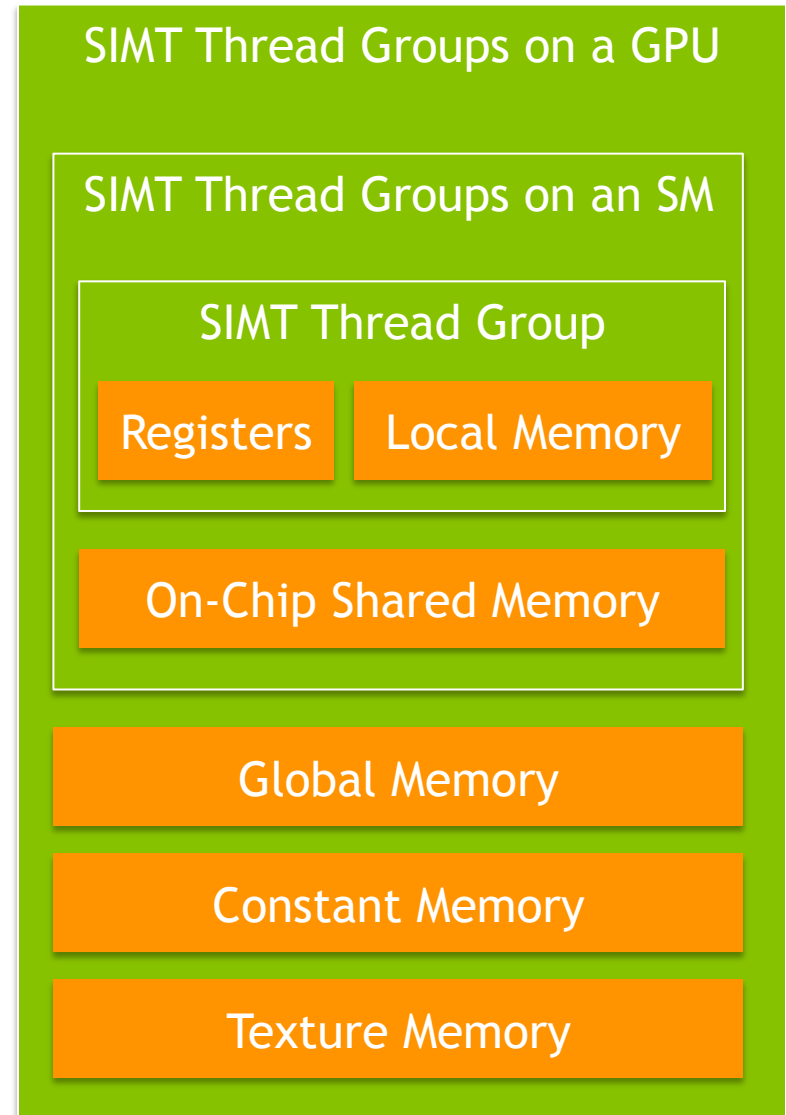 SIMT Thread Groups on a GPU
SIMT Thread Groups on an SM
SIMT Thread Group
Registers Local Memory
On-Chip Shared Memory
Global Memory
Constant Memory
Texture Memory